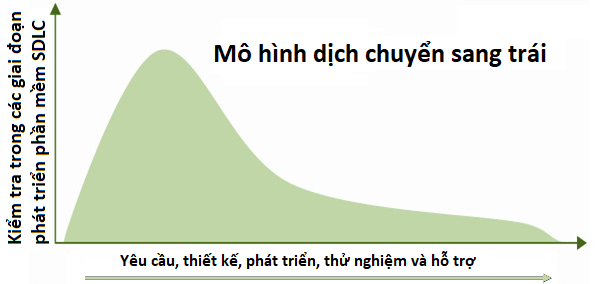 Mô hình dịch chuyển sang trái
Kiểm tra trong các giai đoạn
phát triển phần mềm SDLC
Yêu cầu, thiết kế, phát triển, thử nghiệm và hỗ trợ